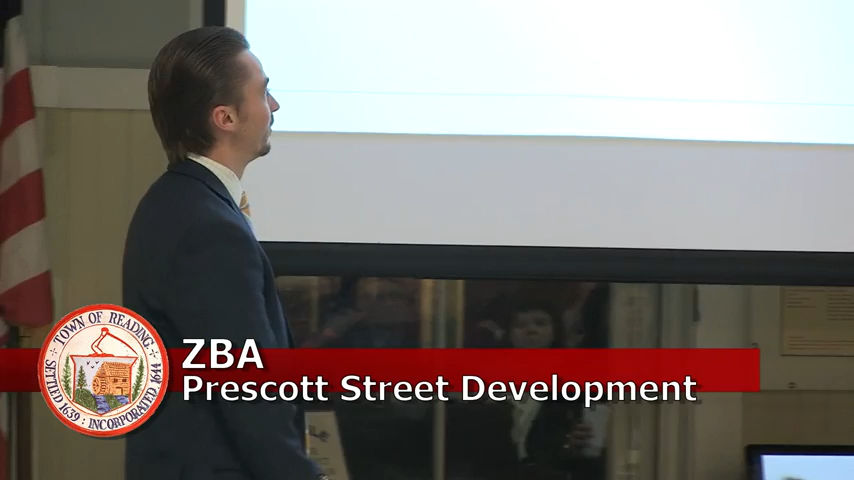 ZBA
Prescott Street Development
TOWN OF READING
SETTLED 1639 : INCORPORATED 1644